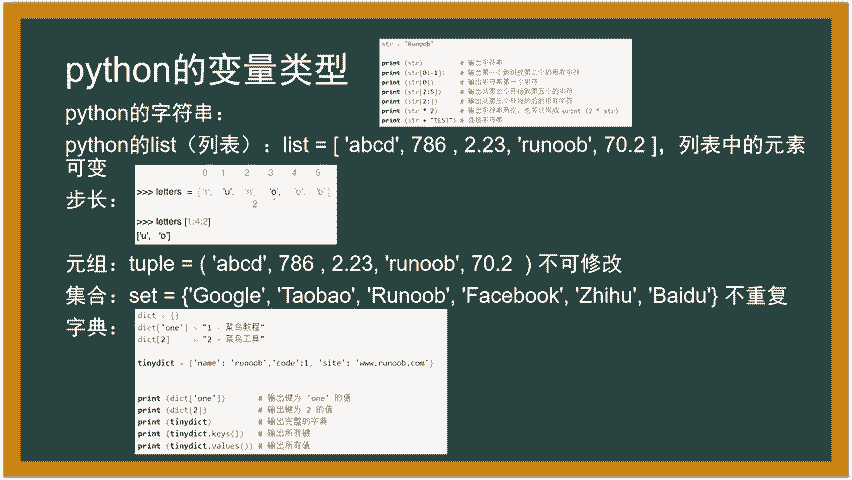 python的变量类型
str = 'Runoob'
print (str) # 输出字符串
print (str[0:-1]) # 输出第一个到倒数第二个的所有字符
print (str[0]) # 输出字符串第一个字符
print (str[2:5]) # 输出从第三个开始到第五个的字符
print (str[2:]) # 输出从第三个开始的后的所有字符
print (str * 2) # 输出字符串两次，也可以写成 print (2 * str)
print (str + "TEST") # 连接字符串
python的字符串：
python的list（列表）：list = [ 'abcd', 786 , 2.23, 'runoob', 70.2 ]，列表中的元素
可变
步长：
0 1 2 3 4 5
>>> letters = ['c', 'u', 'n', 'o', 'o', 'b']
2
>>> letters [1:4:2]
['u', 'o']
元组：tuple = ( 'abcd', 786 , 2.23, 'runoob', 70.2 ) 不可修改
集合：set = {'Google', 'Taobao', 'Runoob', 'Facebook', 'Zhihu', 'Baidu'} 不重复
字典：
dict = {}
dict['one'] = "1 - 菜鸟教程"
dict[2] = "2 - 菜鸟工具"
tinydict = {'name': 'runoob','code':1, 'site': 'www.runoob.com'}
print (dict['one']) # 输出键为 'one' 的值
print (dict[2]) # 输出键为 2 的值
print (tinydict) # 输出完整的字典
print (tinydict.keys()) # 输出所有键
print (tinydict.values()) # 输出所有值